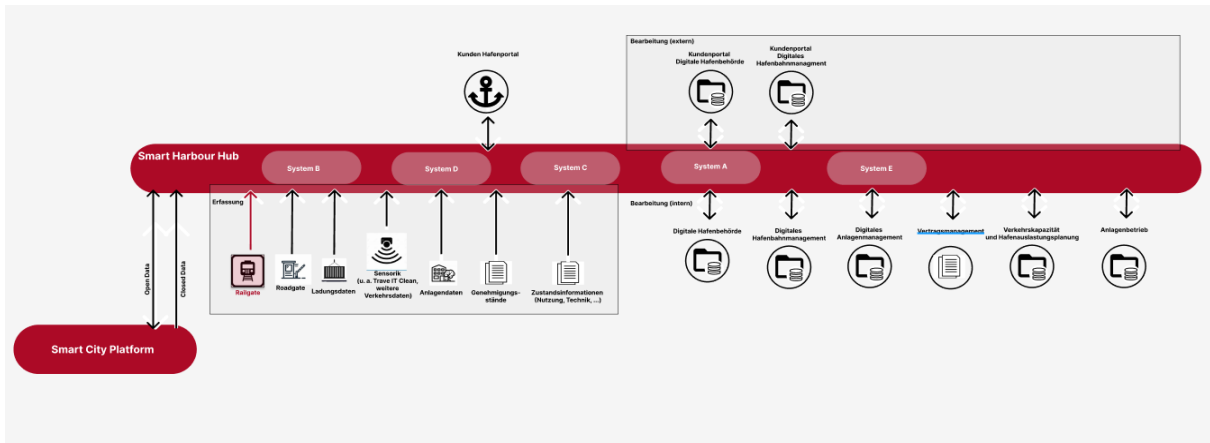 Bearbeitung (extern)
Kunden Hafenportal
Kundenportal
Digitale Hafenbehörde
Kundenportal
Digitales
Hafenbahnmanagment
Smart Harbour Hub
System B
System D
System C
System A
System E
Erfassung
Bearbeitung (intern)
Railgate
Roadgate
Ladungsdaten
Sensorik
(u. a. Trave IT Clean,
weitere
Verkehrsdaten)
Anlagendaten
Genehmigungs-
stände
Zustandsinformationen
(Nutzung, Technik, ...)
Digitale Hafenbehörde
Digitales
Hafenbahnmanagement
Digitales
Anlagenmanagement
Vertragsmanagement
Verkehrskapazität
und Hafenauslastungsplanung
Anlagenbetrieb
Open Data
Closed Data
Smart City Platform